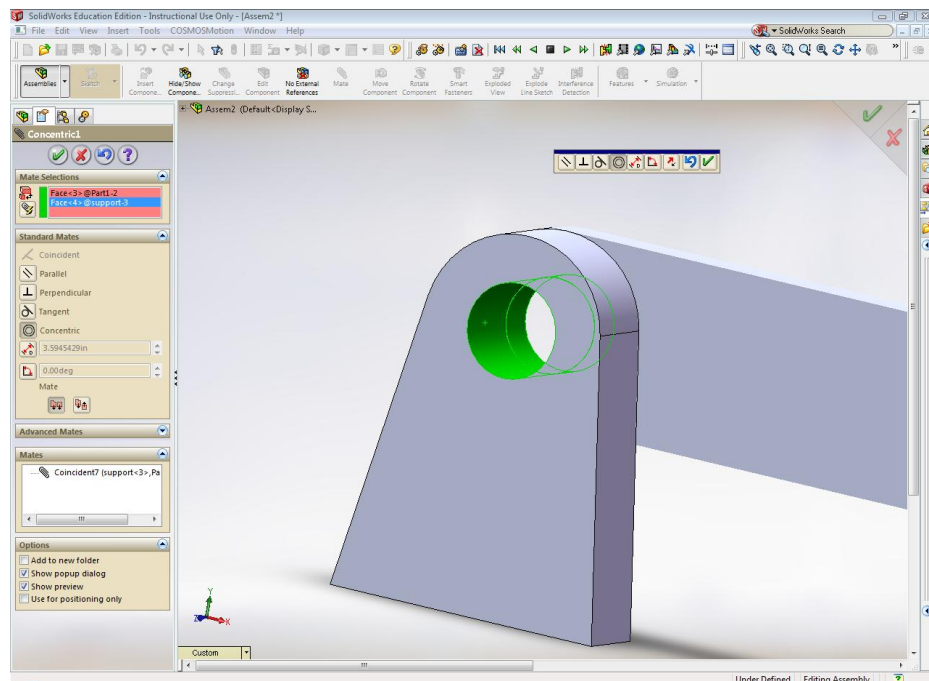 SolidWorks Education Edition - Instructional Use Only - [Assem2 *]
File Edit View Insert Tools COSMOSMotion Window Help
SolidWorks Search
Assemblies
Sketch
Insert Compone...
Hide/Show Compone...
Change Suppressi...
Edit Component
No External References
Mate
Move Component
Rotate Component
Smart Fasteners
Exploded View
Explode Line Sketch
Interference Detection
Features
Simulation
Assem2 (Default<Display S...
Concentric1
Mate Selections
Face<3>@Part1-2
Face<4>@support-3
Standard Mates
Coincident
Parallel
Perpendicular
Tangent
Concentric
3.5945429in
0.00deg
Mate
Advanced Mates
Mates
Coincident7 (support<3>,Pa
Options
Add to new folder
Show popup dialog
Show preview
Use for positioning only
Y
Z
X
Custom
Under Defined Editing Assembly